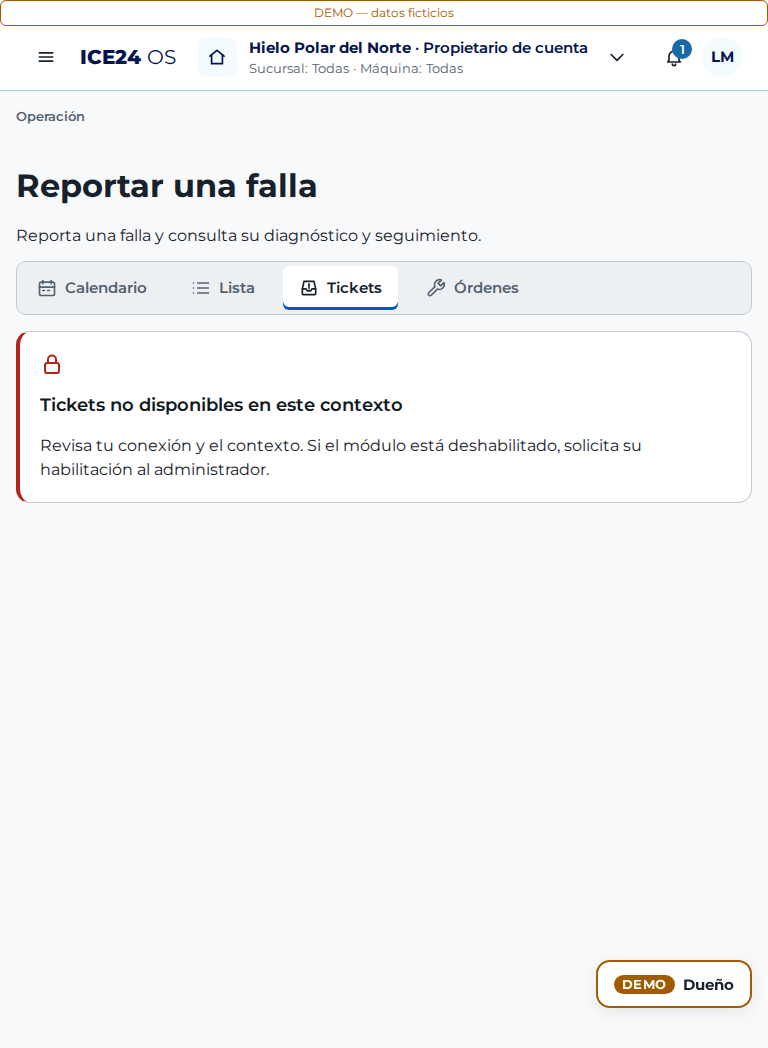 DEMO — datos ficticios
ICE24 OS
Hielo Polar del Norte · Propietario de cuenta
Sucursal: Todas · Máquina: Todas
1
LM
Operación
Reportar una falla
Reporta una falla y consulta su diagnóstico y seguimiento.
Calendario
Lista
Tickets
Órdenes
Tickets no disponibles en este contexto
Revisa tu conexión y el contexto. Si el módulo está deshabilitado, solicita su
habilitación al administrador.
DEMO Dueño